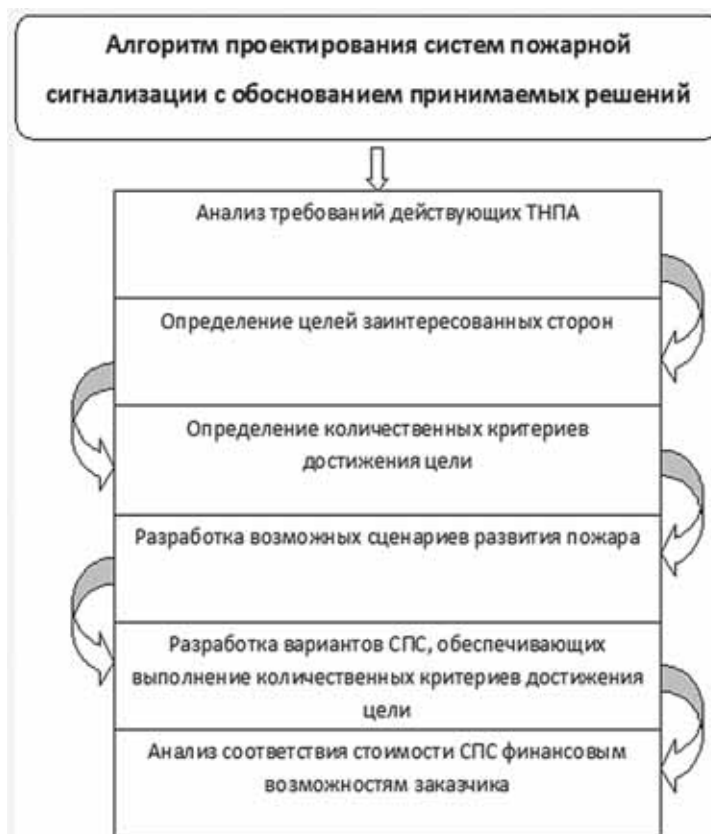 Алгоритм проектирования систем пожарной
сигнализации с обоснованием принимаемых решений
Анализ требований действующих ТНПА
Определение целей заинтересованных сторон
Определение количественных критериев
достижения цели
Разработка возможных сценариев развития пожара
Разработка вариантов СПС, обеспечивающих
выполнение количественных критериев достижения
цели
Анализ соответствия стоимости СПС финансовым
возможностям заказчика